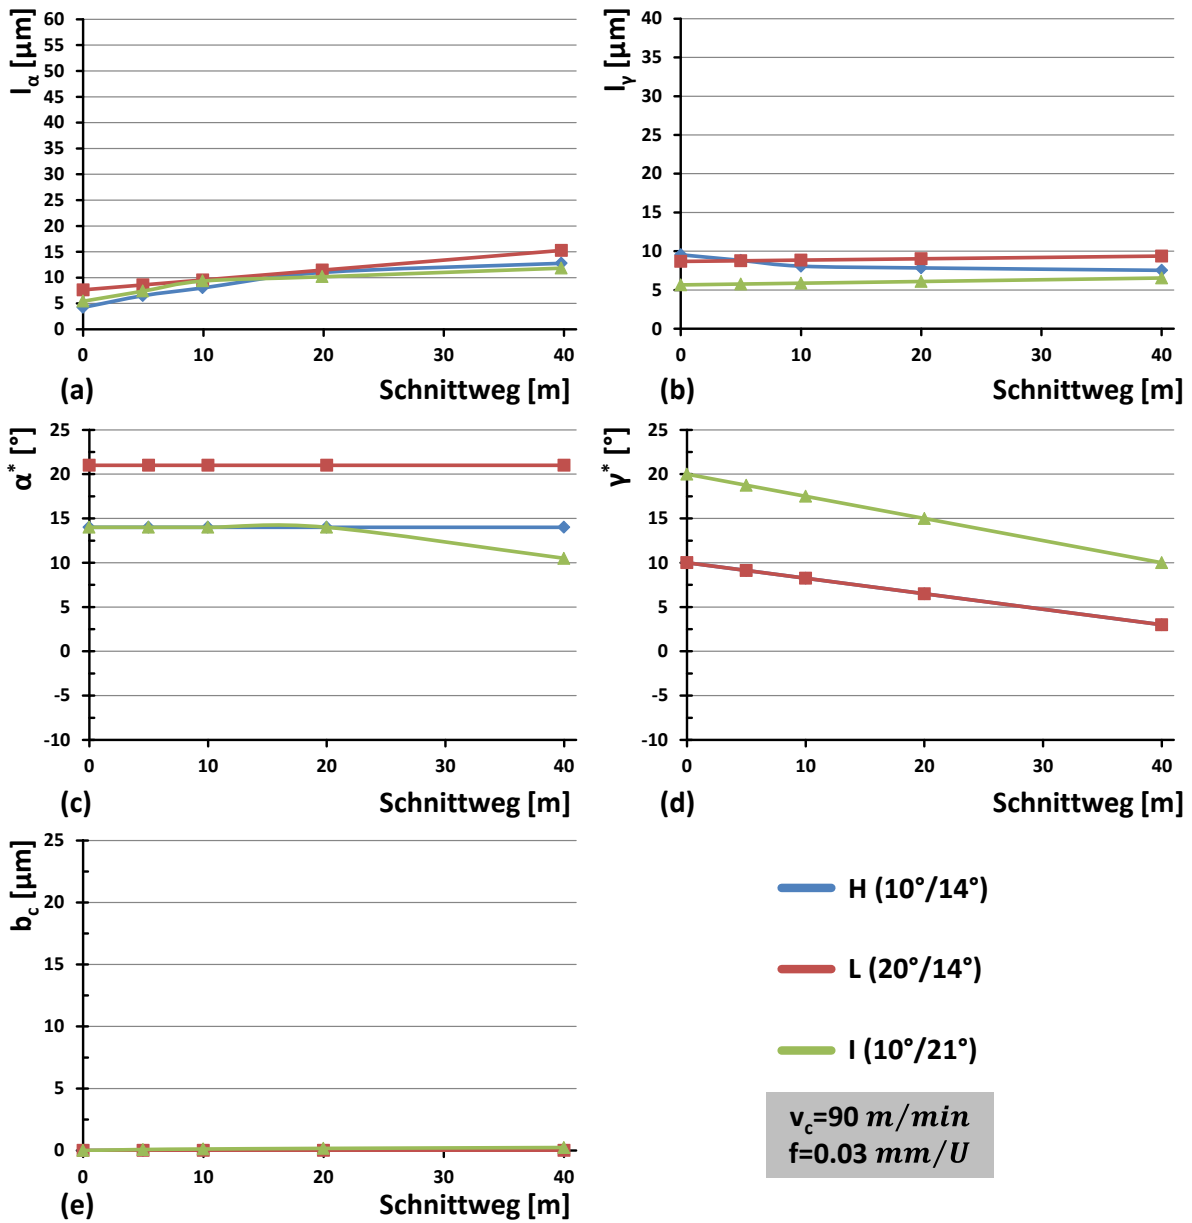 60
55
50
45
40
35
30
25
20
15
10
5
0
lα [µm]
0 10 20 30 40
(a) Schnittweg [m]
40
35
30
25
20
15
10
5
0
lγ [µm]
0 10 20 30 40
(b) Schnittweg [m]
25
20
15
10
5
0
-5
-10
α* [°]
0 10 20 30 40
(c) Schnittweg [m]
25
20
15
10
5
0
-5
-10
γ* [°]
0 10 20 30 40
(d) Schnittweg [m]
25
20
15
10
5
0
bc [µm]
0 10 20 30 40
(e) Schnittweg [m]
H (10°/14°)
L (20°/14°)
I (10°/21°)
vc=90 m/min
f=0.03 mm/U